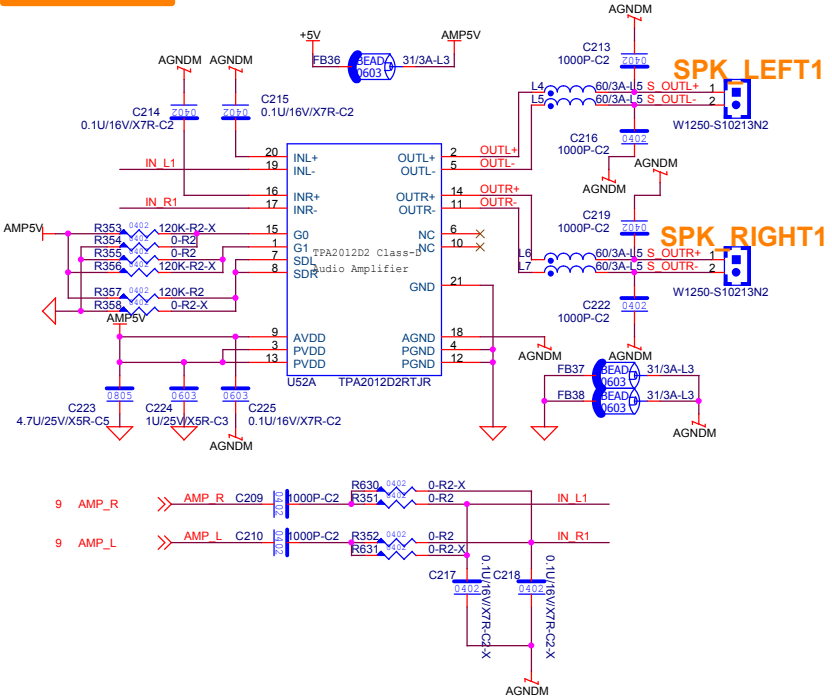 AGNDM
C213
1000P-C2
0402
+5V
FB36
BEAD
0603
31/3A-L3
AMP5V
SPK_LEFT1
AGNDM
AGNDM
L4
60/3A-L5
S_OUTL+
1
L5
60/3A-L5
S_OUTL-
2
W1250-S10213N2
C214
0402
0.1U/16V/X7R-C2
0402
C215
0.1U/16V/X7R-C2
C216
1000P-C2
0402
AGNDM
AGNDM
IN_L1
20
INL+
19
INL-
OUTL+
2
OUTL+
OUTL-
5
OUTL-
IN_R1
16
INR+
17
INR-
OUTR+
14
OUTR+
OUTR-
11
OUTR-
C219
1000P-C2
0402
SPK_RIGHT1
AMP5V
R353
0402
120K-R2-X
R354
0402
0-R2
R355
0402
0-R2
R356
0402
120K-R2-X
R357
0402
120K-R2
R358
0402
0-R2-X
15
G0
1
G1
7
SDL
8
SDR
NC
6
NC
10
TPA2012D2 Class-D
Audio Amplifier
GND
21
L6
60/3A-L5
S_OUTR+
1
L7
60/3A-L5
S_OUTR-
2
W1250-S10213N2
C222
1000P-C2
0402
AGNDM
AMP5V
9
AVDD
3
PVDD
13
PVDD
AGND
18
PGND
4
PGND
12
AGNDM
U52A
TPA2012D2RTJR
FB37
BEAD
0603
31/3A-L3
FB38
BEAD
0603
31/3A-L3
AGNDM
0805
C223
4.7U/25V/X5R-C5
0603
C224
1U/25V/X5R-C3
0603
C225
0.1U/16V/X7R-C2
AGNDM
9
AMP_R
AMP_R
C209
0402
1000P-C2
R630
0402
0-R2-X
R351
0402
0-R2
IN_L1
9
AMP_L
AMP_L
C210
0402
1000P-C2
R352
0402
0-R2
R631
0402
0-R2-X
IN_R1
C217
0402
0.1U/16V/X7R-C2-X
C218
0402
0.1U/16V/X7R-C2-X
AGNDM